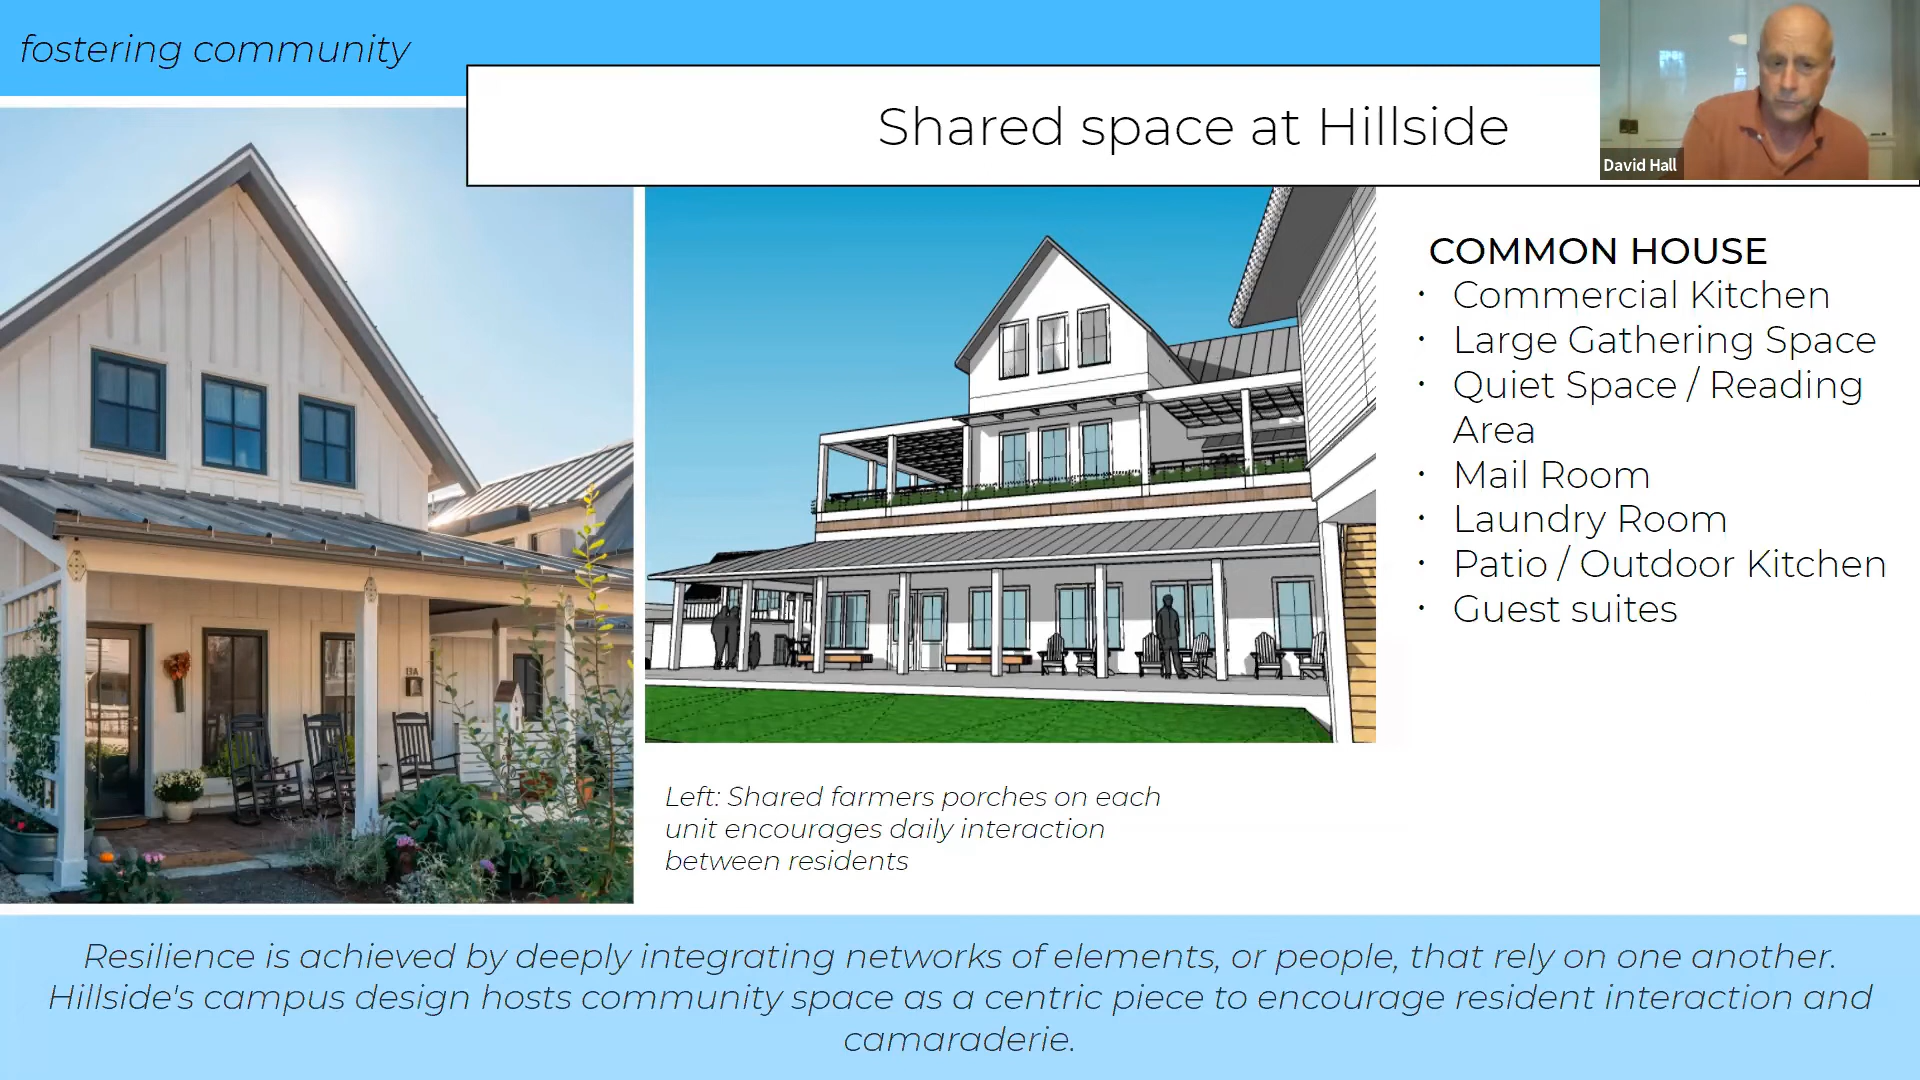 fostering community
Shared space at Hillside
David Hall
COMMON HOUSE
• Commercial Kitchen
• Large Gathering Space
• Quiet Space / Reading
Area
• Mail Room
• Laundry Room
• Patio / Outdoor Kitchen
• Guest suites
13A
Left: Shared farmers porches on each
unit encourages daily interaction
between residents
Resilience is achieved by deeply integrating networks of elements, or people, that rely on one another.
Hillside's campus design hosts community space as a centric piece to encourage resident interaction and
camaraderie.